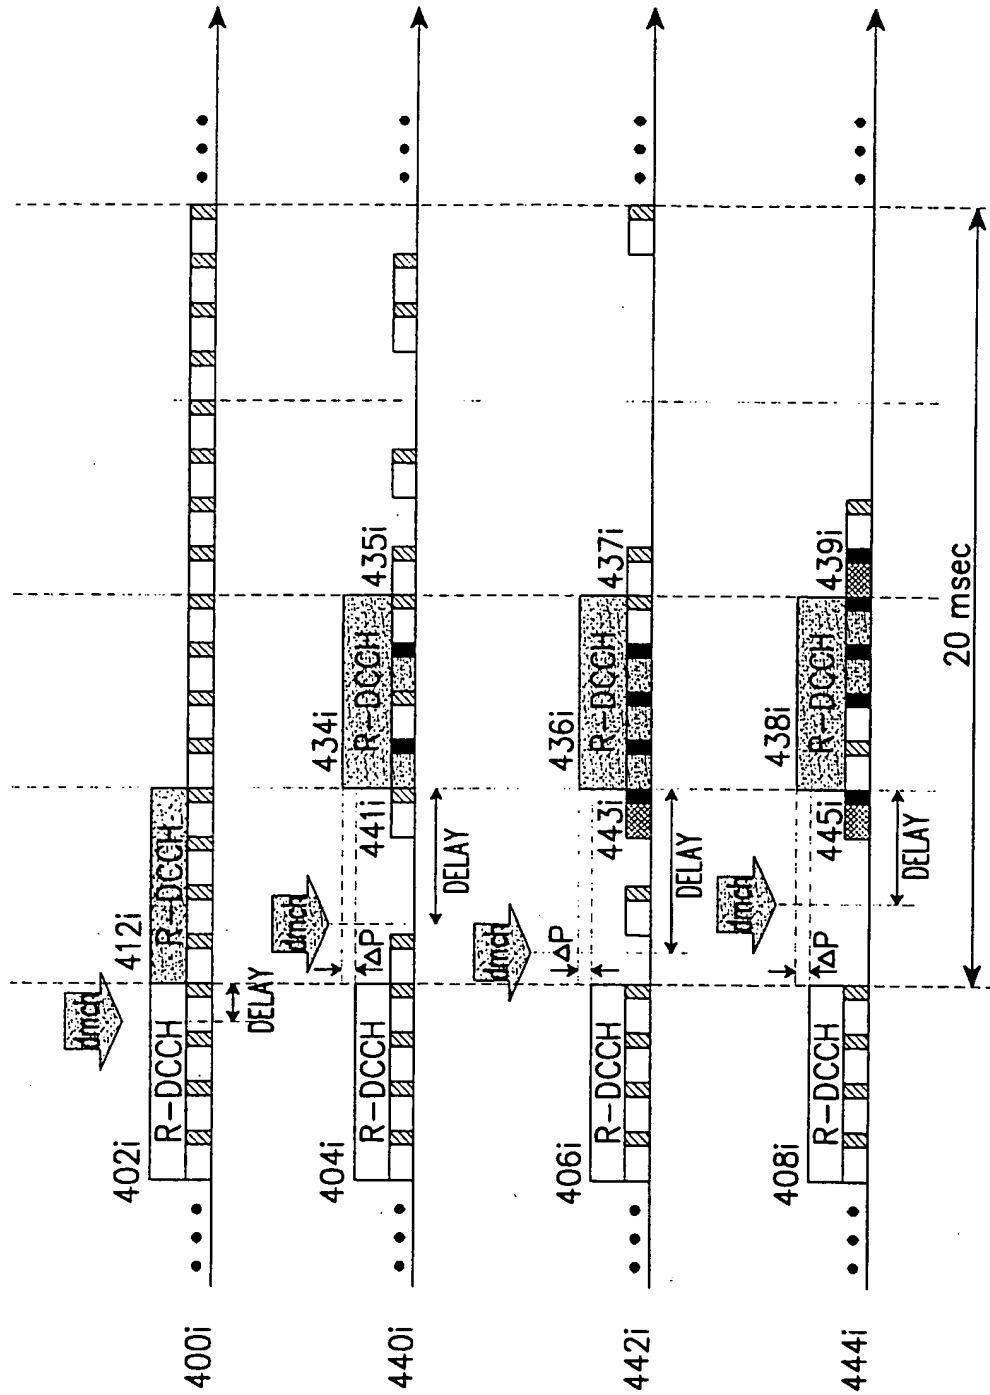 400i
402i
R-DCCH
dmch
DELAY
412i
R-DCCH
440i
404i
R-DCCH
ΔP
dmch
DELAY
441i
434i
R-DCCH
435i
442i
406i
R-DCCH
ΔP
dmch
DELAY
443i
436i
R-DCCH
437i
444i
408i
R-DCCH
ΔP
dmch
DELAY
445i
438i
R-DCCH
439i
20 msec